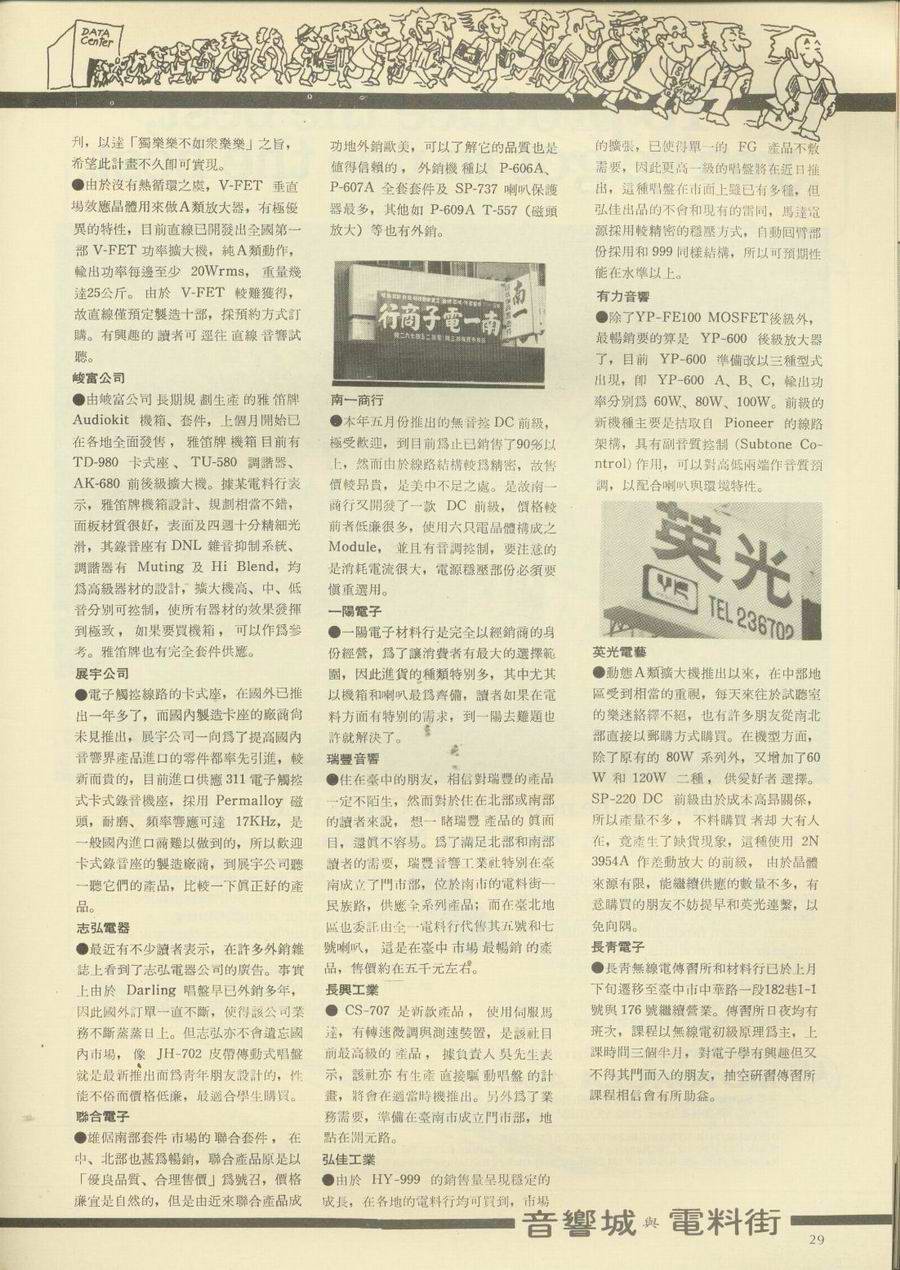 DATA
Center
刋，以達「獨樂樂不如衆樂樂」之旨，
希望此計畫不久卽可實現。
●由於沒有熱循環之慮，V-FET 垂直
場效應晶體用來做A類放大器，有極優
異的特性，目前直線已開發出全國第一
部 V-FET 功率擴大機，純A類動作，
輸出功率每邊至少 20Wrms，重量幾
達25公斤。由於 V-FET 較難獲得，
故直線僅預定製造十部，採預約方式訂
購。有興趣的讀者可逕往直線音響試
聽。
峻富公司
●由峻富公司長期規劃生產的雅笛牌
Audiokit 機箱、套件，上個月開始已
在各地全面發售，雅笛牌機箱目前有
TD-980 卡式座、TU-580 調諧器、
AK-680 前後級擴大機。據某電料行表
示，雅笛牌機箱設計、規劃相當不錯，
面板材質很好，表面及四週十分精細光
滑，其錄音座有 DNL 雜音抑制系統、
調諧器有 Muting 及 Hi Blend，均
爲高級器材的設計，擴大機高、中、低
音分別可控制，使所有器材的效果發揮
到極致，如果要買機箱，可以作爲參
考。雅笛牌也有完全套件供應。
展宇公司
●電子觸控線路的卡式座，在國外已推
出一年多了，而國內製造卡座的廠商尙
未見推出，展宇公司一向爲了提高國內
音響界產品進口的零件都率先引進，較
新而貴的，目前進口供應 311 電子觸控
式卡式錄音機座，採用 Permalloy 磁
頭，耐磨、頻率響應可達 17KHz，是
一般國內進口商難以做到的，所以歡迎
卡式錄音座的製造廠商，到展宇公司聽
一聽它們的產品，比較一下眞正好的產
品。
志弘電器
●最近有不少讀者表示，在許多外銷雜
誌上看到了志弘電器公司的廣告。事實
上由於 Darling 唱盤早已外銷多年，
因此國外訂單一直不斷，使得該公司業
務不斷蒸蒸日上。但志弘亦不會遺忘國
內市場，像 JH-702 皮帶傳動式唱盤
就是最新推出而爲靑年朋友設計的，性
能不俗而價格低廉，最適合學生購買。
聯合電子
●雄倨南部套件市場的聯合套件，在
中、北部也甚爲暢銷，聯合產品原是以
「優良品質、合理售價」爲號召，價格
廉宜是自然的，但是由近來聯合產品成
功地外銷歐美，可以了解它的品質也是
値得信賴的，外銷機種以 P-606A、
P-607A 全套套件及 SP-737 喇叭保護
器最多，其他如 P-609A T-557（磁頭
放大）等也有外銷。
南一電子商行
南一
南一商行
●本年五月份推出的無音控 DC 前級，
極受歡迎，到目前爲止已銷售了90%以
上，然而由於線路結構較爲精密，故售
價較昂貴，是美中不足之處。是故南一
商行又開發了一款 DC 前級，價格較
前者低廉很多，使用六只電晶體構成之
Module，並且有音調控制，要注意的
是消耗電流很大，電源穩壓部份必須要
愼重選用。
一陽電子
●一陽電子材料行是完全以經銷商的身
份經營，爲了讓消費者有最大的選擇範
圍，因此進貨的種類特別多，其中尤其
以機箱和喇叭最爲齊備，讀者如果在電
料方面有特別的需求，到一陽去難題也
許就解決了。
瑞豐音響
●住在臺中的朋友，相信對瑞豐的產品
一定不陌生，然而對於住在北部或南部
的讀者來說，想一睹瑞豐產品的眞面
目，還眞不容易。爲了滿足北部和南部
讀者的需要，瑞豐音響工業社特別在臺
南成立了門市部，位於南市的電料街—
民族路，供應全系列產品；而在臺北地
區也委託由全一電料行代售其五號和七
號喇叭，這是在臺中市場最暢銷的產
品，售價約在五千元左右。
長興工業
● CS-707 是新款產品，使用伺服馬
達，有轉速微調與測速裝置，是該社目
前最高級的產品，據負責人吳先生表
示，該社亦有生產直接驅動唱盤的計
畫，將會在適當時機推出。另外爲了業
務需要，準備在臺南市成立門市部，地
點在開元路。
弘佳工業
●由於 HY-999 的銷售量呈現穩定的
成長，在各地的電料行均可買到，市場
的擴張，已使得單一的 FG 產品不敷
需要，因此更高一級的唱盤將在近日推
出，這種唱盤在市面上雖已有多種，但
弘佳出品的不會和現有的雷同，馬達電
源採用較精密的穩壓方式，自動回臂部
份採用和 999 同樣結構，所以可預期性
能在水準以上。
有力音響
●除了YP-FE100 MOSFET後級外，
最暢銷要的算是 YP-600 後級放大器
了，目前 YP-600 準備改以三種型式
出現，卽 YP-600 A、B、C，輸出功
率分別爲 60W、80W、100W。前級的
新機種主要是拮取自 Pioneer 的線路
架構，具有副音質控制 (Subtone Co-
ntrol) 作用，可以對高低兩端作音質預
調，以配合喇叭與環境特性。
英光
TEL 236702
英光電藝
●動態A類擴大機推出以來，在中部地
區受到相當的重視，每天來往於試聽室
的樂迷絡繹不絕，也有許多朋友從南北
部直接以郵購方式購買。在機型方面，
除了原有的 80W 系列外，又增加了60
W 和 120W 二種，供愛好者選擇。
SP-220 DC 前級由於成本高昻關係，
所以產量不多，不料購買者却大有人
在，竟產生了缺貨現象，這種使用 2N
3954A 作差動放大的前級，由於晶體
來源有限，能繼續供應的數量不多，有
意購買的朋友不妨提早和英光連繫，以
免向隅。
長靑電子
●長靑無線電傳習所和材料行已於上月
下旬遷移至臺中市中華路一段182巷1-1
號與 176 號繼續營業。傳習所日夜均有
班次，課程以無線電初級原理爲主，上
課時間三個半月，對電子學有興趣但又
不得其門而入的朋友，抽空硏習傳習所
課程相信會有所助益。
音響城與電料街
29